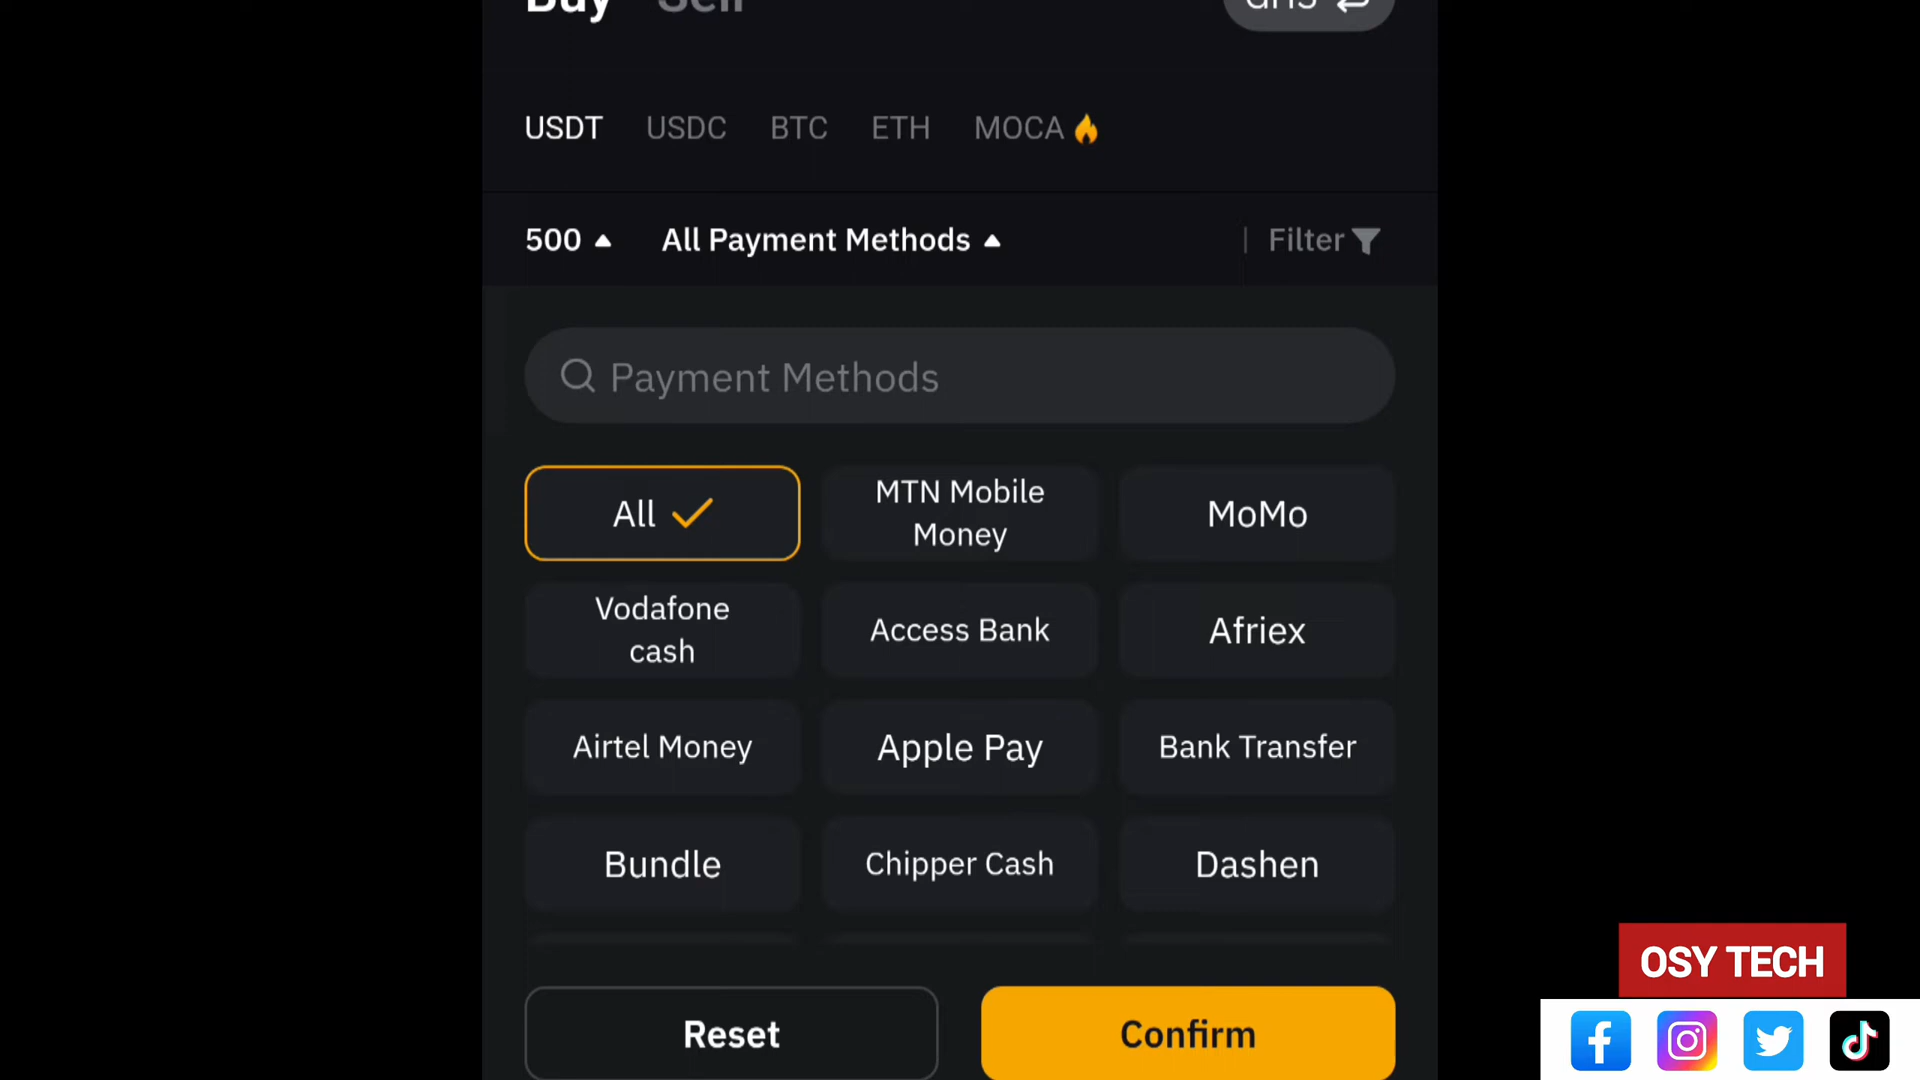 Buy Sell
GHS
USDT USDC BTC ETH MOCA
500 All Payment Methods Filter
Payment Methods
All
MTN Mobile
Money
MoMo
Vodafone
cash
Access Bank
Afriex
Airtel Money
Apple Pay
Bank Transfer
Bundle
Chipper Cash
Dashen
Reset
Confirm
OSY TECH